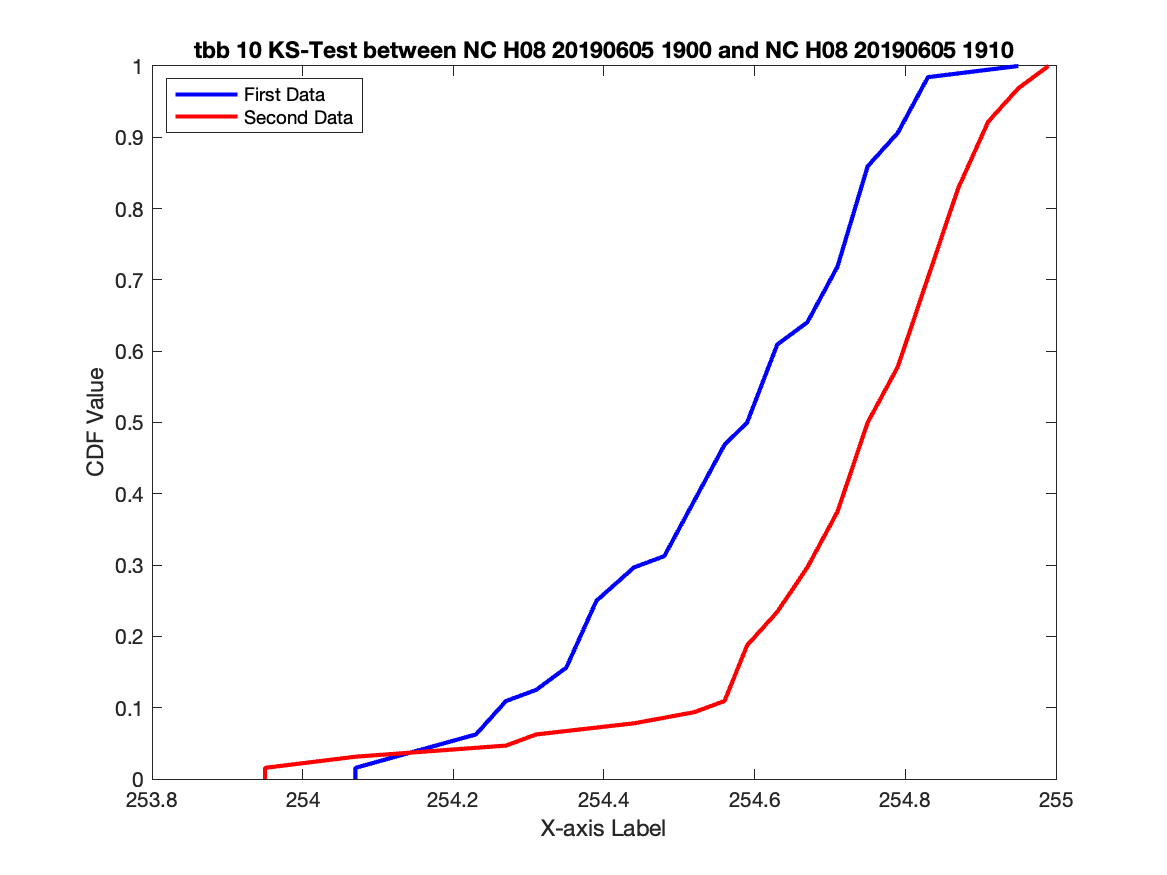 tbb 10 KS-Test between NC H08 20190605 1900 and NC H08 20190605 1910
First Data
Second Data
1
0.9
0.8
0.7
0.6
0.5
0.4
0.3
0.2
0.1
0
CDF Value
253.8 254 254.2 254.4 254.6 254.8 255
X-axis Label